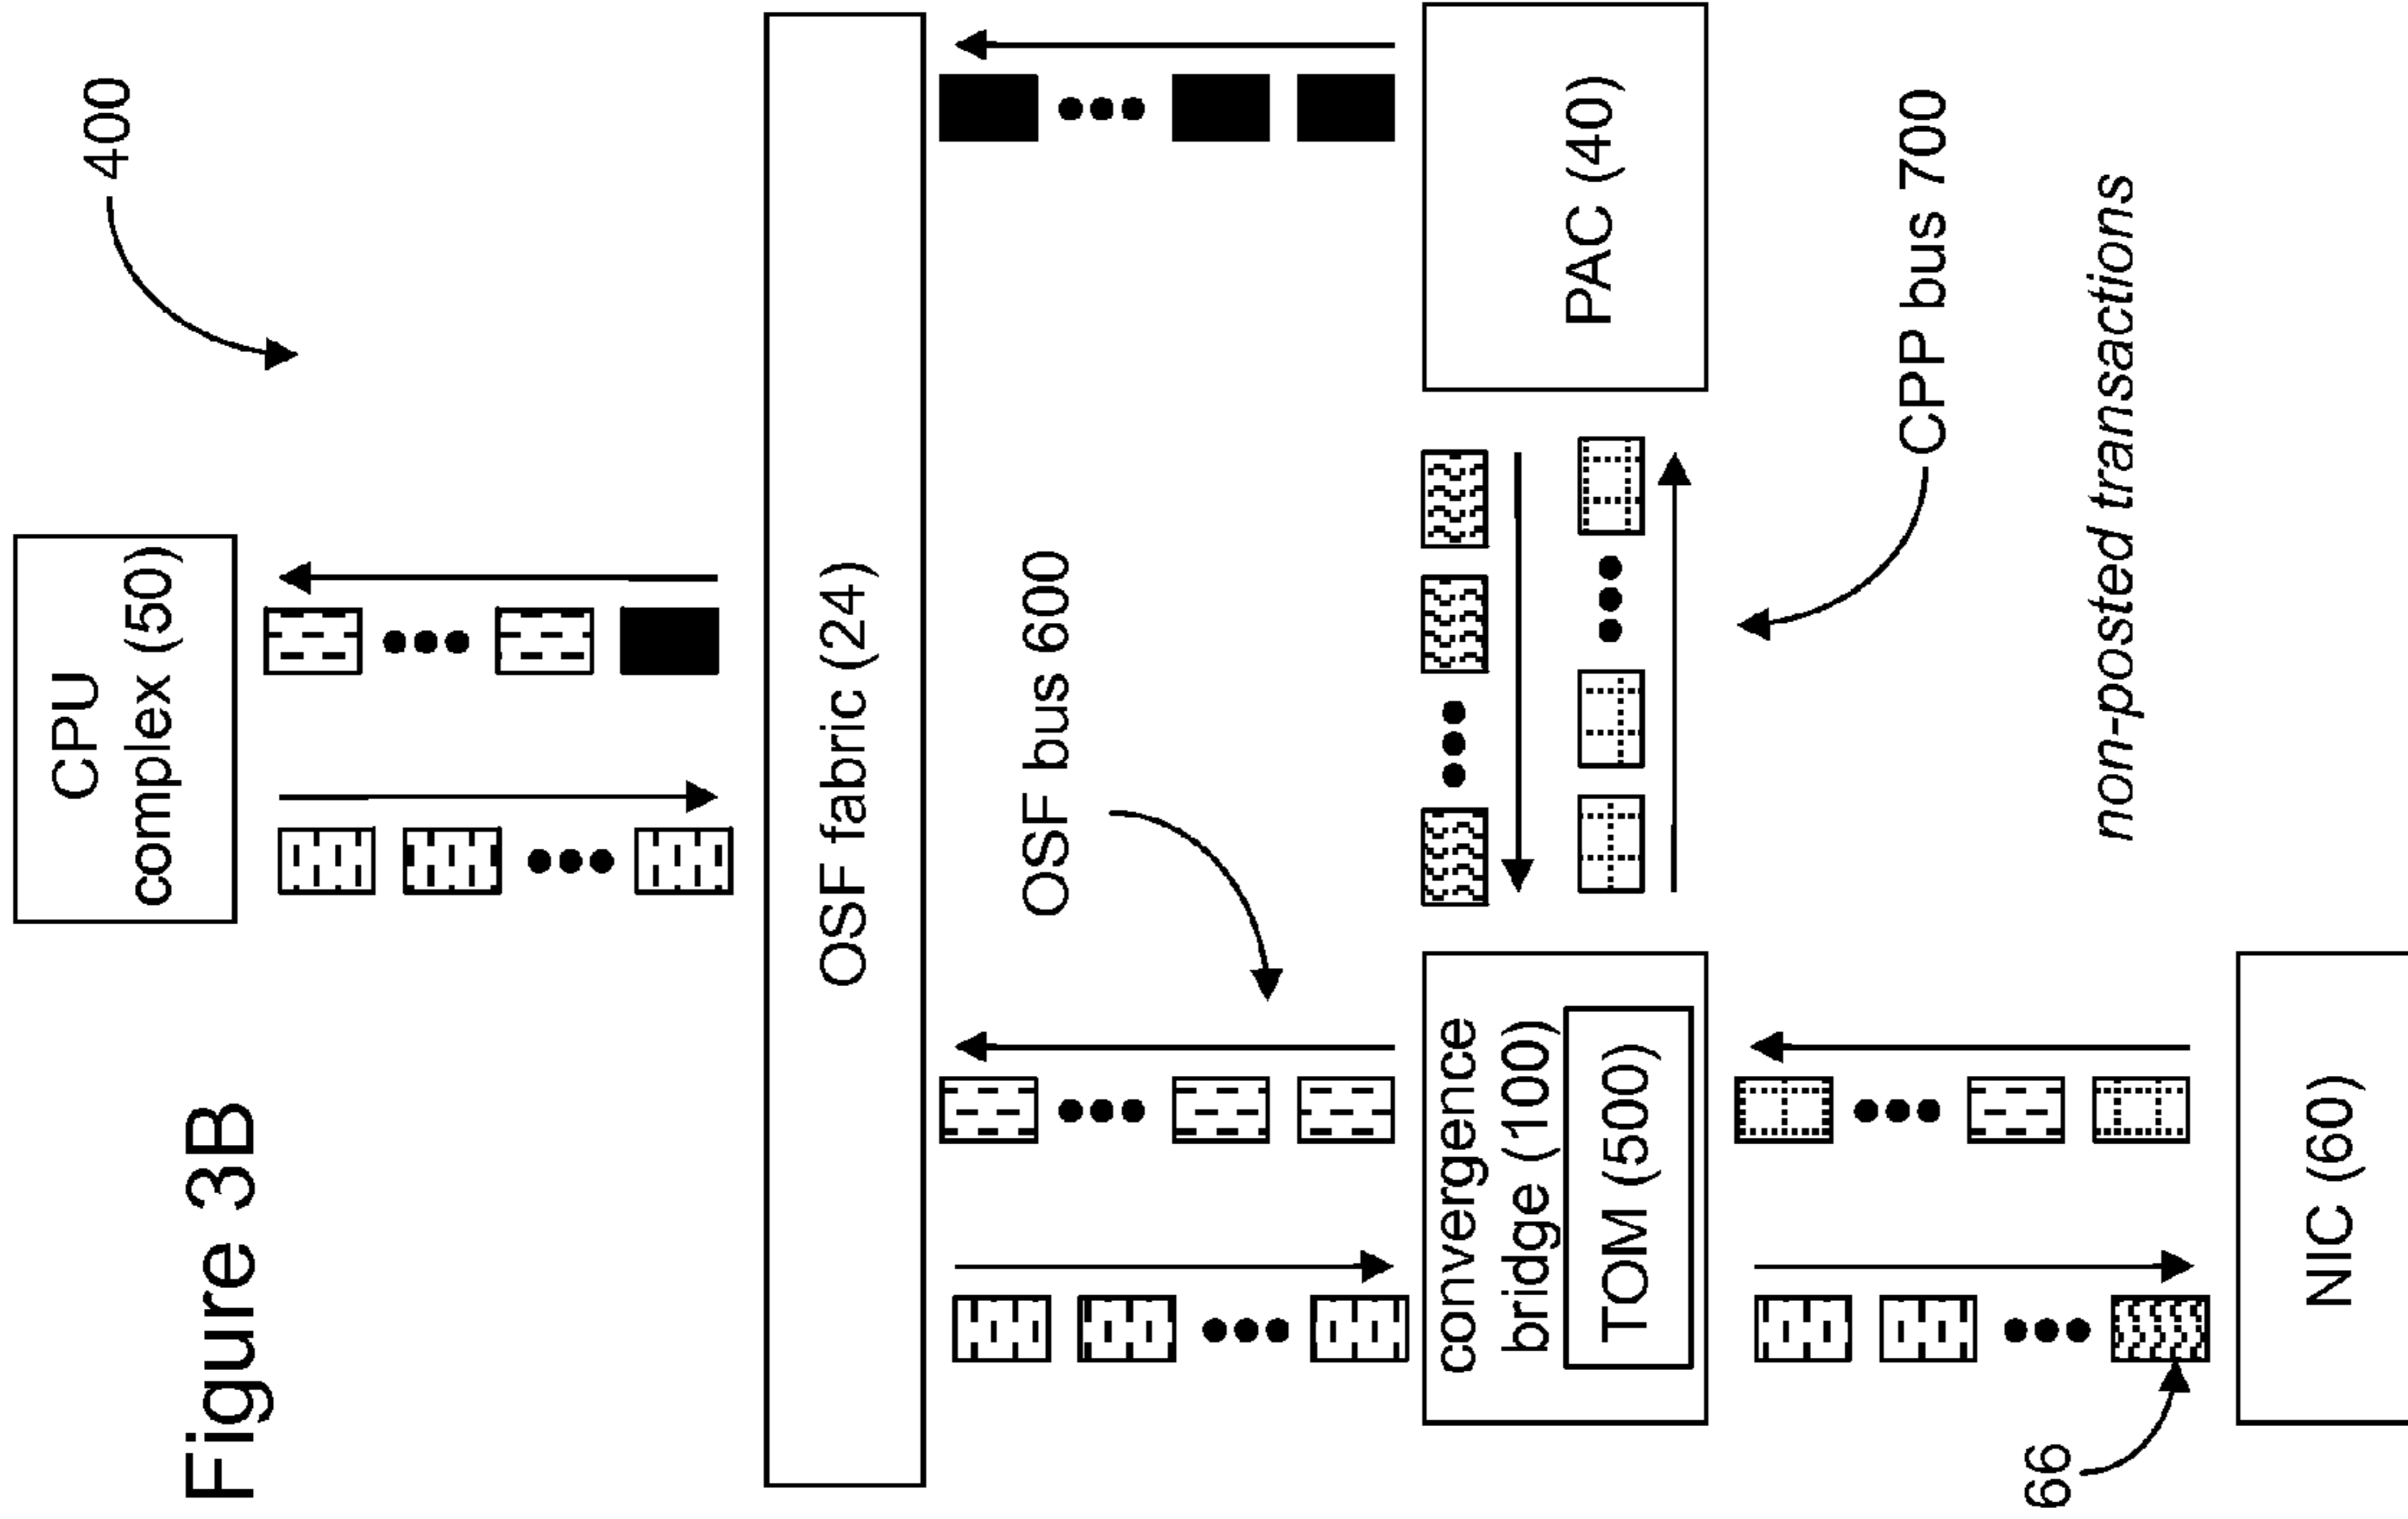 Figure 3B
400
CPU
complex (50)
OSF fabric (24)
OSF bus 600
convergence
bridge (100)
TOM (500)
PAC (40)
CPP bus 700
non-posted transactions
66
NIC (60)